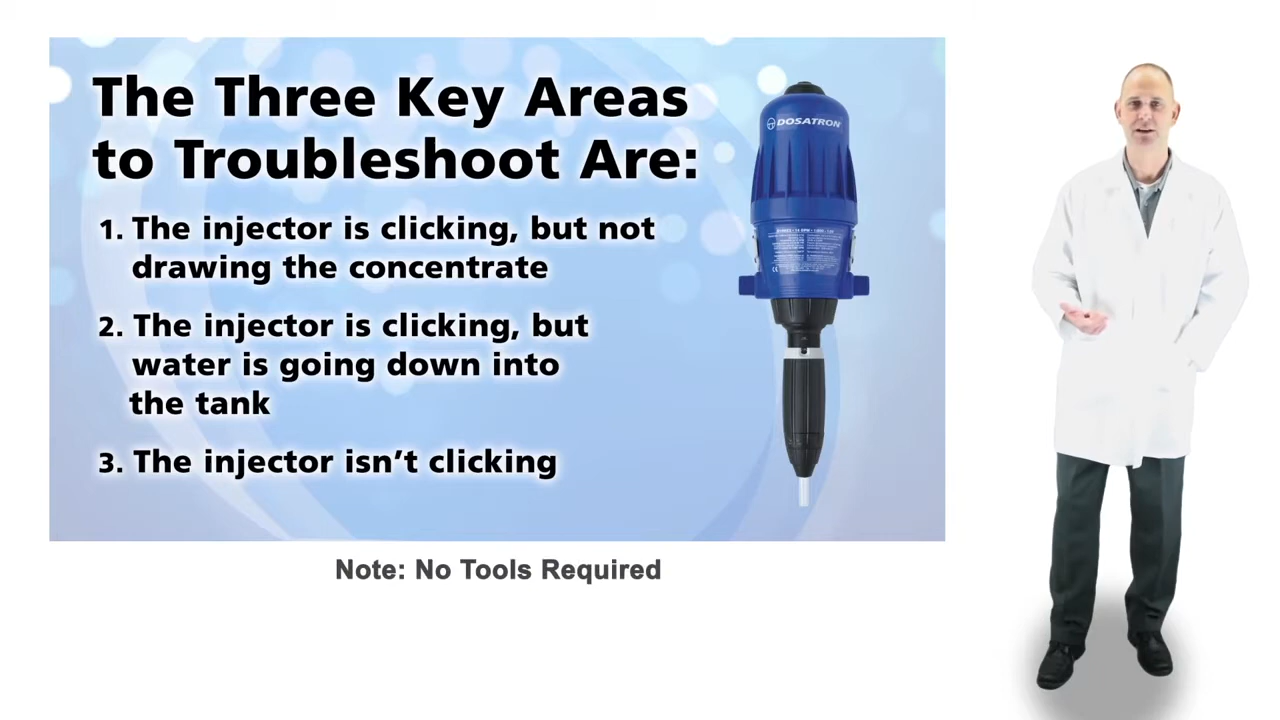 The Three Key Areas
to Troubleshoot Are:
1. The injector is clicking, but not
drawing the concentrate
2. The injector is clicking, but
water is going down into
the tank
3. The injector isn't clicking
DOSATRON
Note: No Tools Required